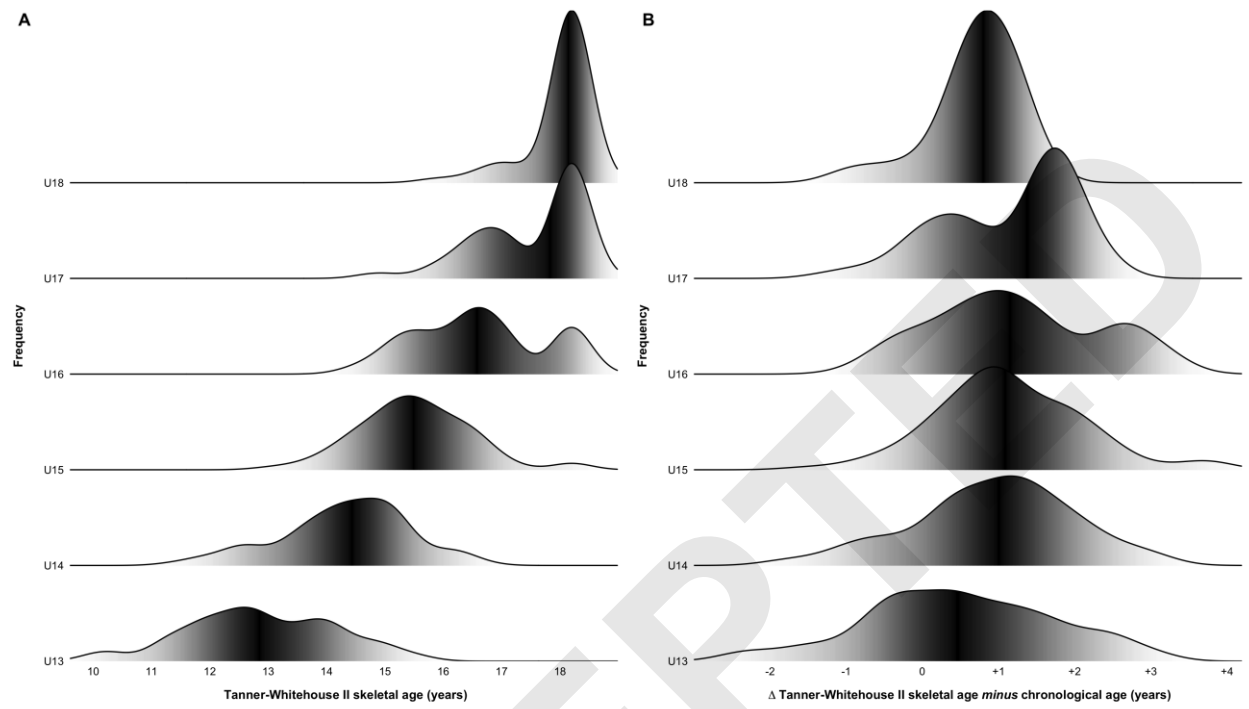 A
B
U18
U18
U17
U17
Frequency
Frequency
U16
U16
U15
U15
U14
U14
U13
U13
10 11 12 13 14 15 16 17 18
-2 -1 0 +1 +2 +3 +4
Tanner-Whitehouse II skeletal age (years)
Δ Tanner-Whitehouse II skeletal age minus chronological age (years)
EPTED